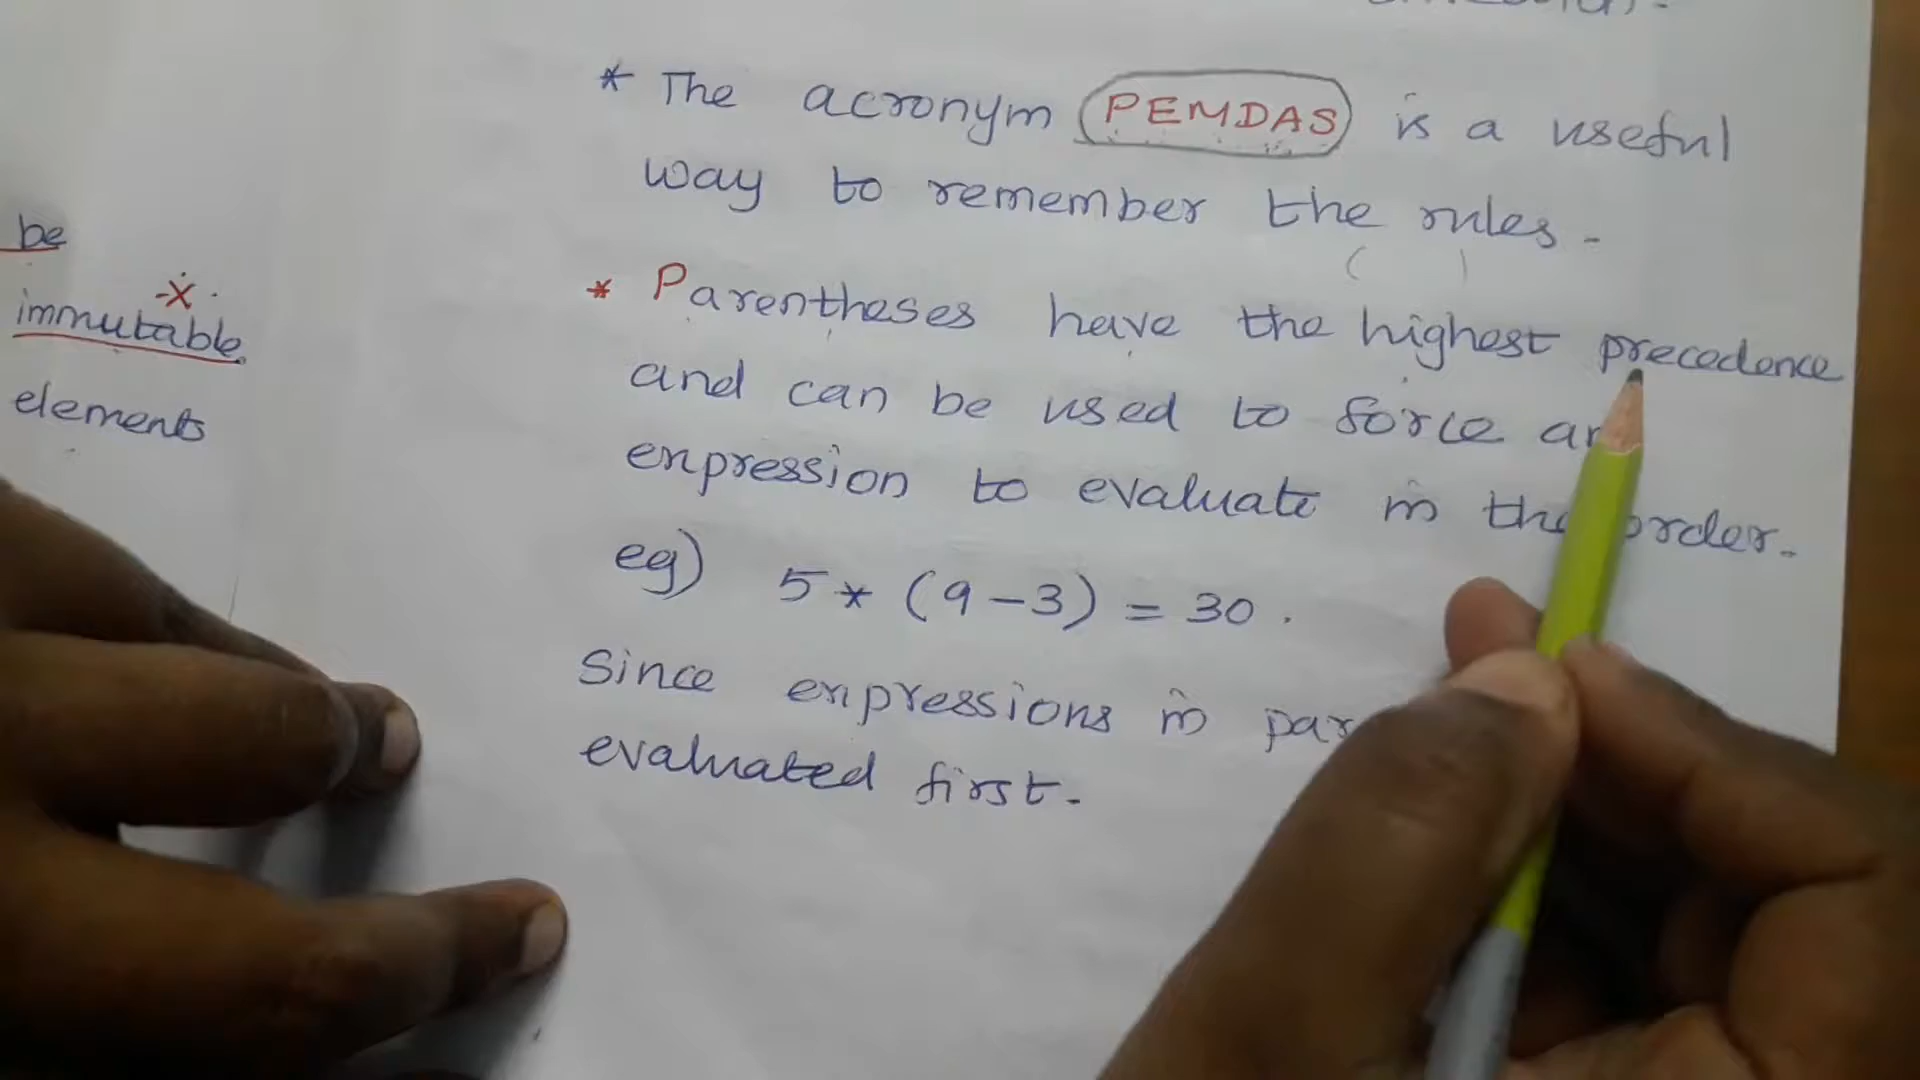 * The acronym PEMDAS is a useful
way to remember the rules.
( )
* Parentheses have the highest precedence
and can be used to force
expression to evaluate in the order.
eg) 5 * (9 - 3) = 30.
Since expressions in
evaluated first.
be
-x
immutable
elements